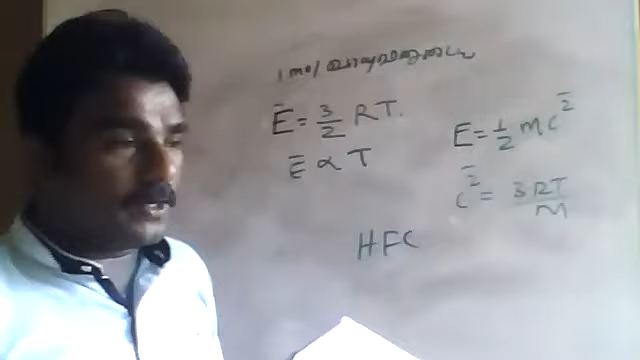 1 mol
E̅ = 3/2 RT.
E̅ ∝ T
E = 1/2 MC̅²
C̅² = 3RT/M
HFC